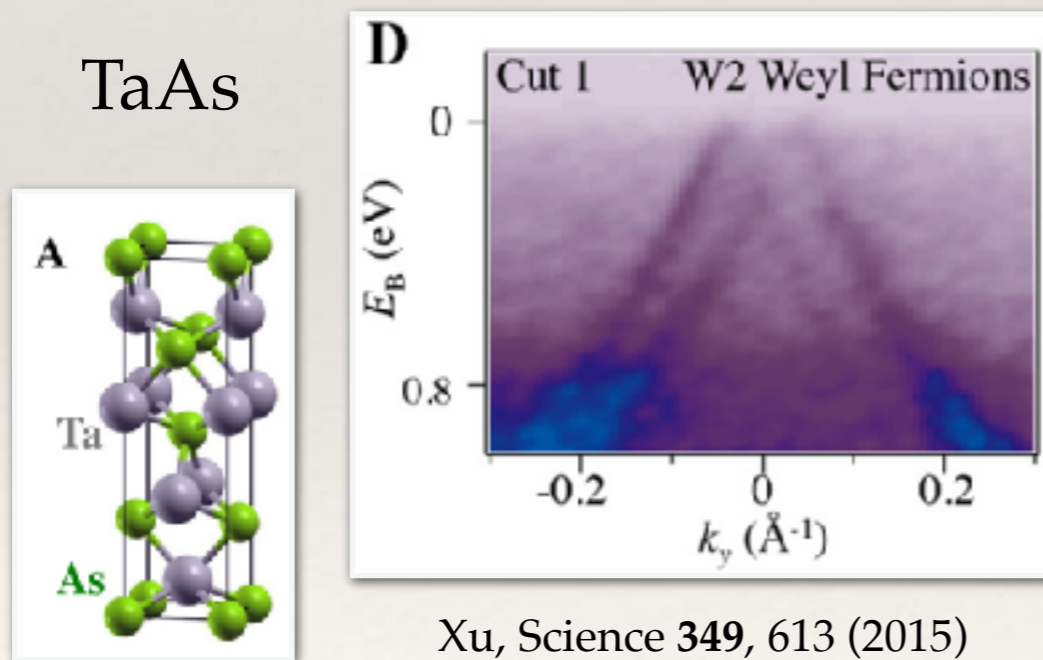 TaAs
A
Ta
As
D
Cut 1 W2 Weyl Fermions
0
0.8
E_B (eV)
-0.2 0 0.2
k_y (Å⁻¹)
Xu, Science 349, 613 (2015)